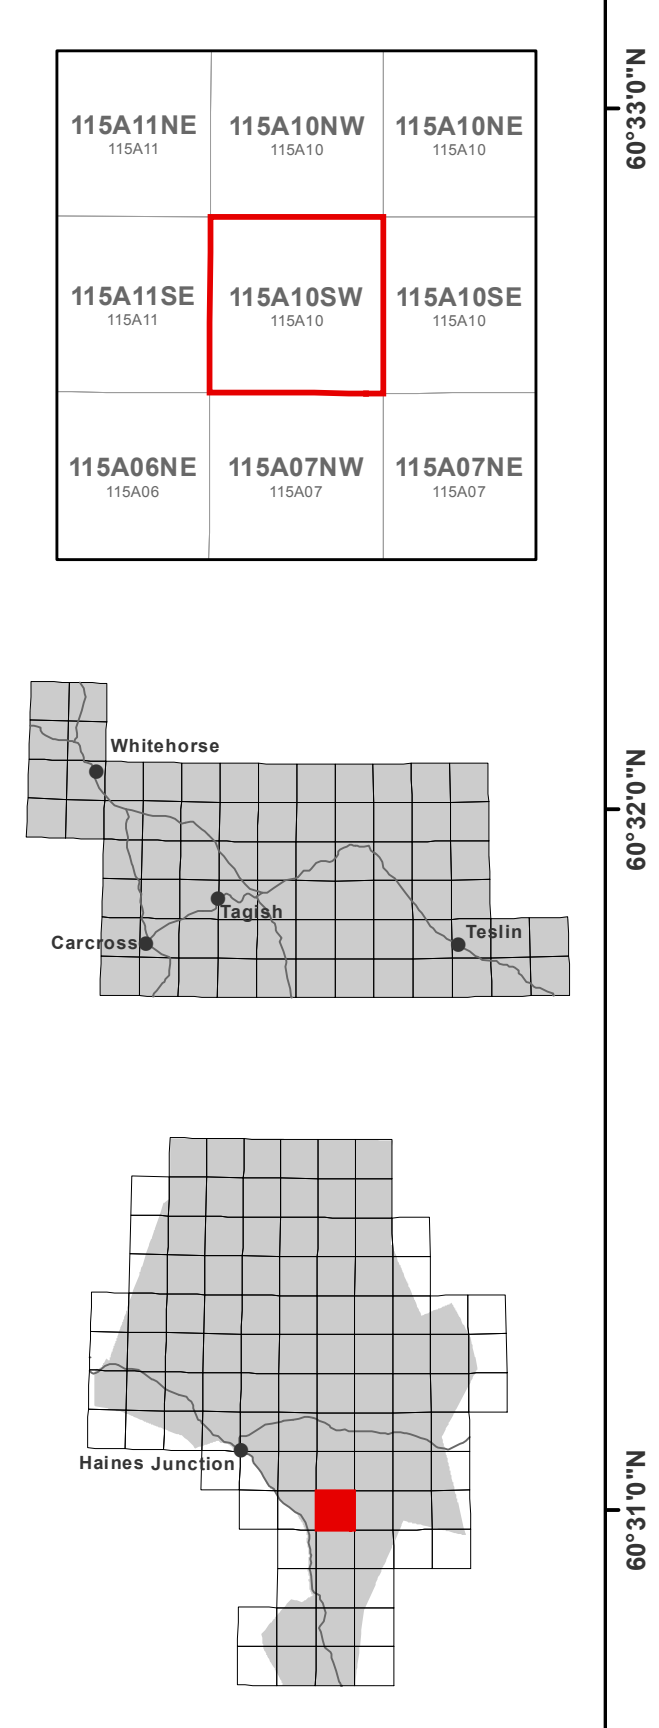 115A11NE
115A11
115A10NW
115A10
115A10NE
115A10
115A11SE
115A11
115A10SW
115A10
115A10SE
115A10
115A06NE
115A06
115A07NW
115A07
115A07NE
115A07
Whitehorse
Tagish
Teslin
Carcross
Haines Junction
60°33'0"N
60°32'0"N
60°31'0"N